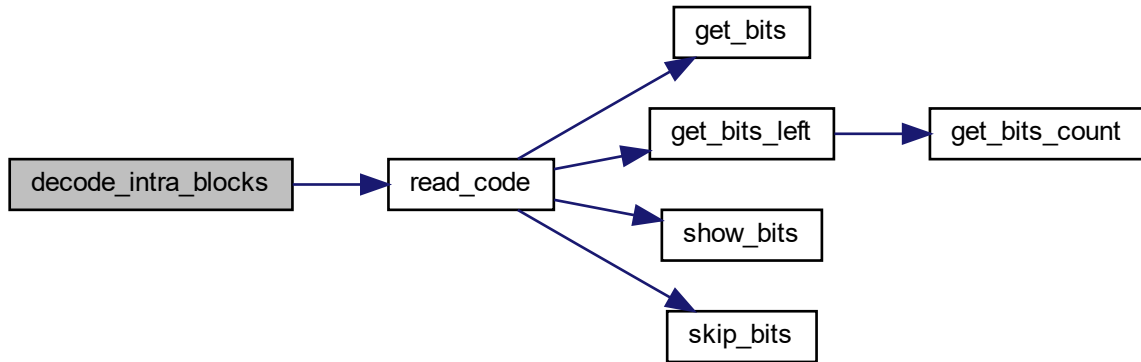 get_bits
get_bits_left
get_bits_count
decode_intra_blocks
read_code
show_bits
skip_bits